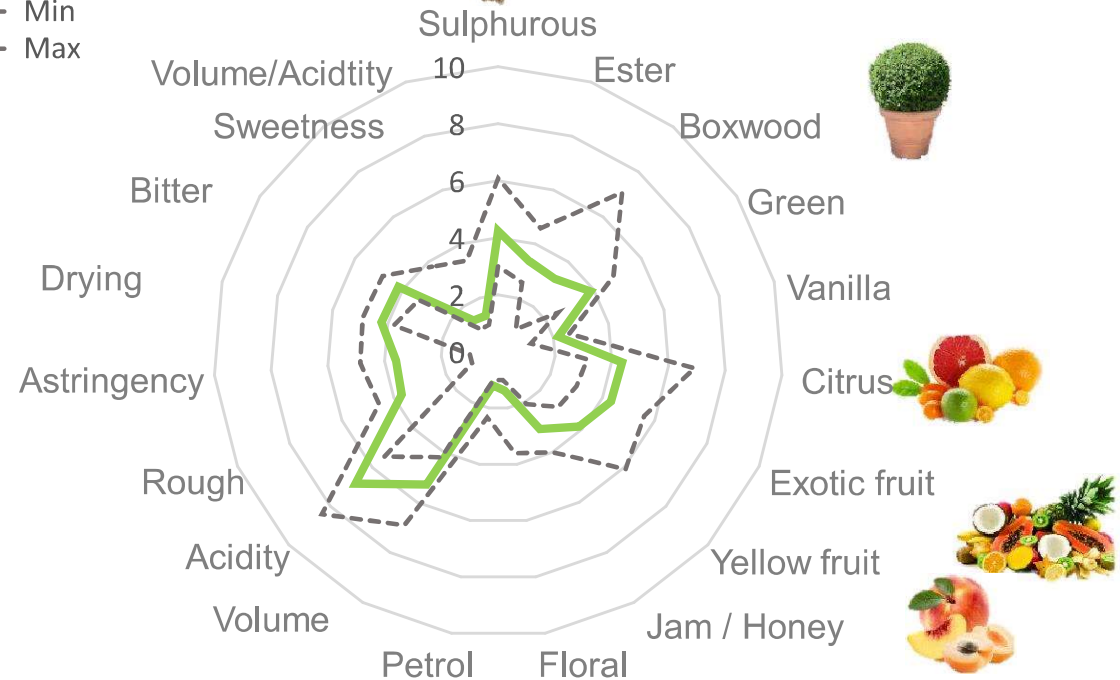 Min
Max
Sulphurous
Ester
Boxwood
Green
Vanilla
Citrus
Exotic fruit
Yellow fruit
Jam / Honey
Floral
Petrol
Volume
Acidity
Rough
Astringency
Drying
Bitter
Sweetness
Volume/Acidtity
10
8
6
4
2
0